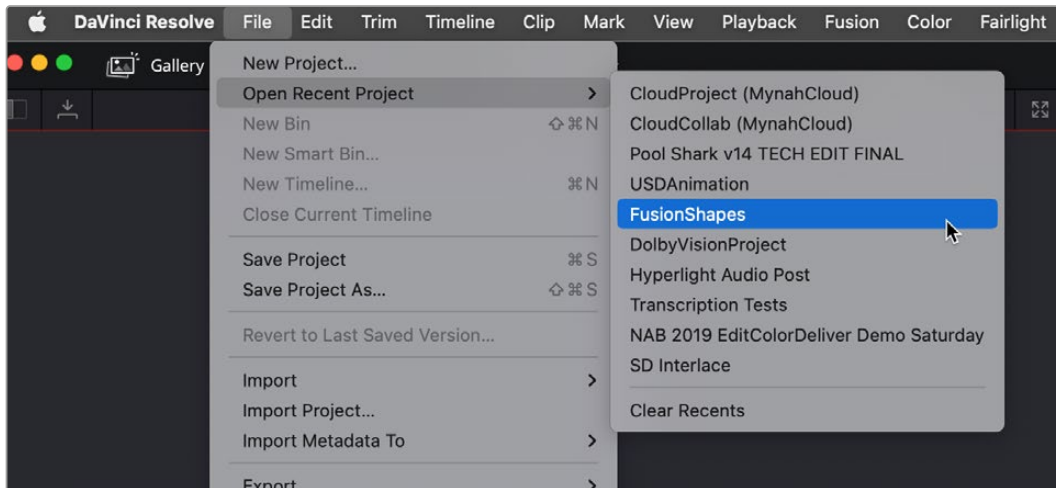 DaVinci Resolve File Edit Trim Timeline Clip Mark View Playback Fusion Color Fairlight
Gallery
New Project...
Open Recent Project
New Bin ⇧⌘N
New Smart Bin...
New Timeline... ⌘N
Close Current Timeline
Save Project ⌘S
Save Project As... ⇧⌘S
Revert to Last Saved Version...
Import
Import Project...
Import Metadata To
Export
CloudProject (MynahCloud)
CloudCollab (MynahCloud)
Pool Shark v14 TECH EDIT FINAL
USDAnimation
FusionShapes
DolbyVisionProject
Hyperlight Audio Post
Transcription Tests
NAB 2019 EditColorDeliver Demo Saturday
SD Interlace
Clear Recents